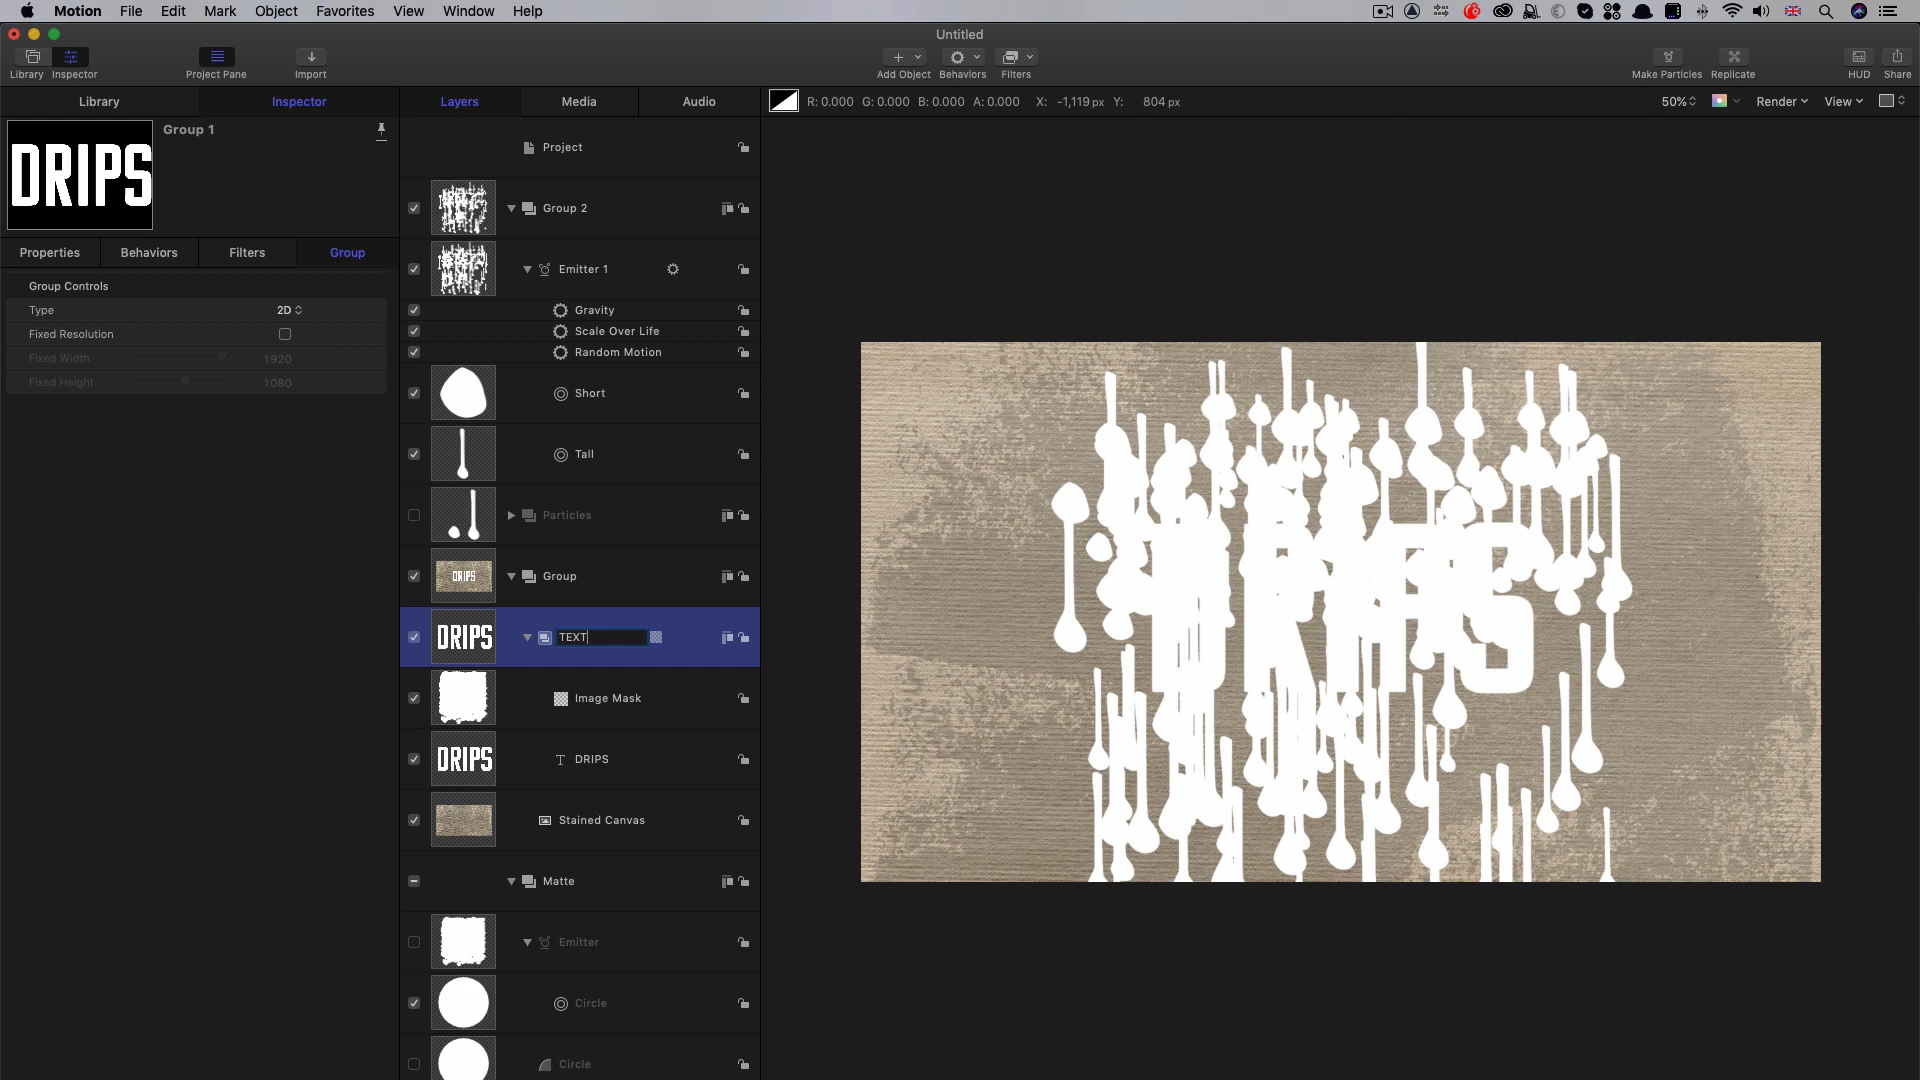 Motion File Edit Mark Object Favorites View Window Help
Untitled
Library Inspector Project Pane Import Add Object Behaviors Filters Make Particles Replicate HUD Share
Library Inspector Layers Media Audio R: 0.000 G: 0.000 B: 0.000 A: 0.000 X: -1,119 px Y: 804 px 50% Render View
DRIPS
Group 1
Properties Behaviors Filters Group
Group Controls
Type 2D
Fixed Resolution
Fixed Width 1920
Fixed Height 1080
Project
Group 2
Emitter 1
Gravity
Scale Over Life
Random Motion
Short
Tall
Particles
DRIPS Group
DRIPS TEXT
Image Mask
DRIPS DRIPS
Stained Canvas
Matte
Emitter
Circle
Circle
DRIPS